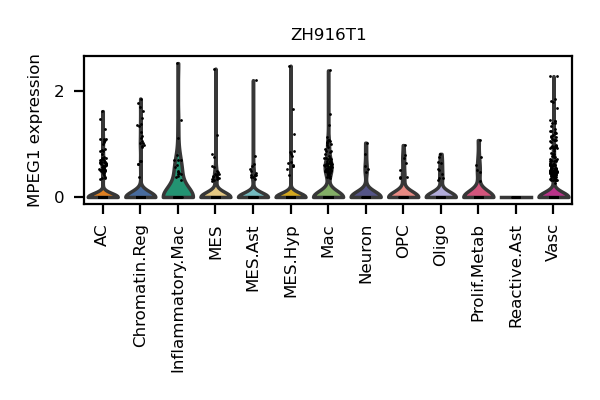 ZH916T1
MPEG1 expression
2
0
AC
Chromatin.Reg
Inflammatory.Mac
MES
MES.Ast
MES.Hyp
Mac
Neuron
OPC
Oligo
Prolif.Metab
Reactive.Ast
Vasc